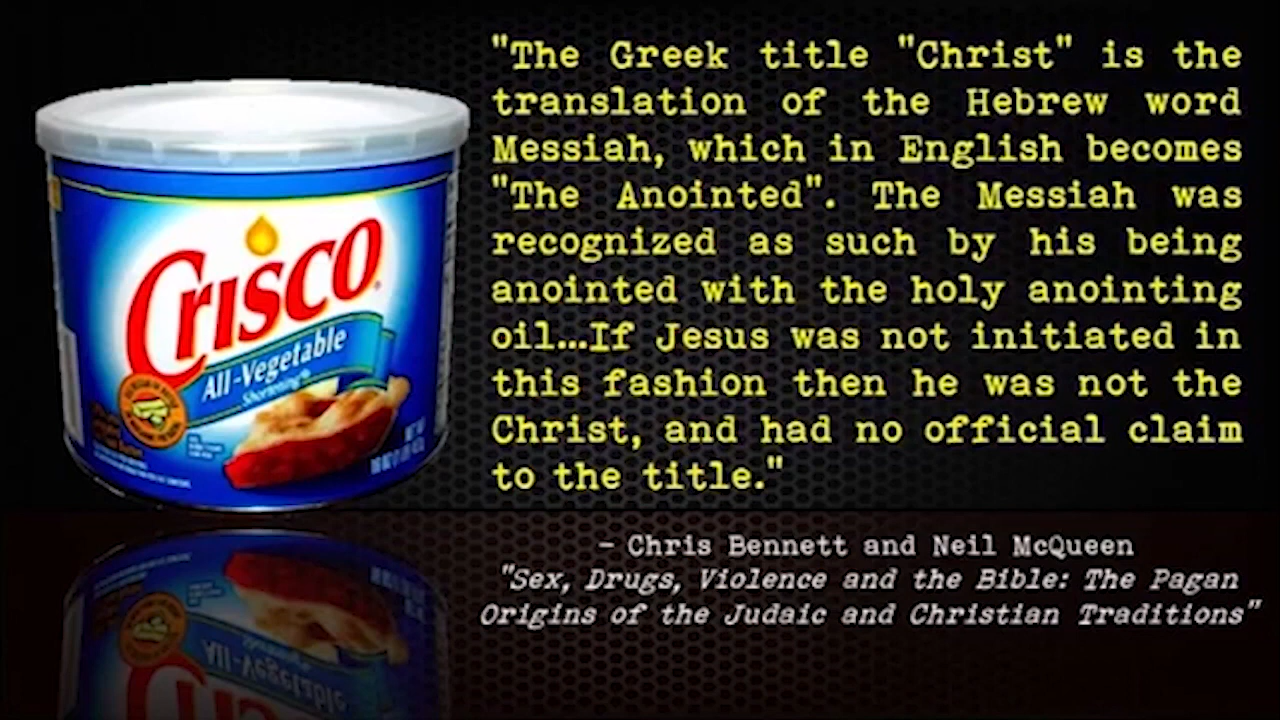 Crisco
All-Vegetable
Shortening
"The Greek title "Christ" is the
translation of the Hebrew word
Messiah, which in English becomes
"The Anointed". The Messiah was
recognized as such by his being
anointed with the holy anointing
oil...If Jesus was not initiated in
this fashion then he was not the
Christ, and had no official claim
to the title."
- Chris Bennett and Neil McQueen
"Sex, Drugs, Violence and the Bible: The Pagan
Origins of the Judaic and Christian Traditions"